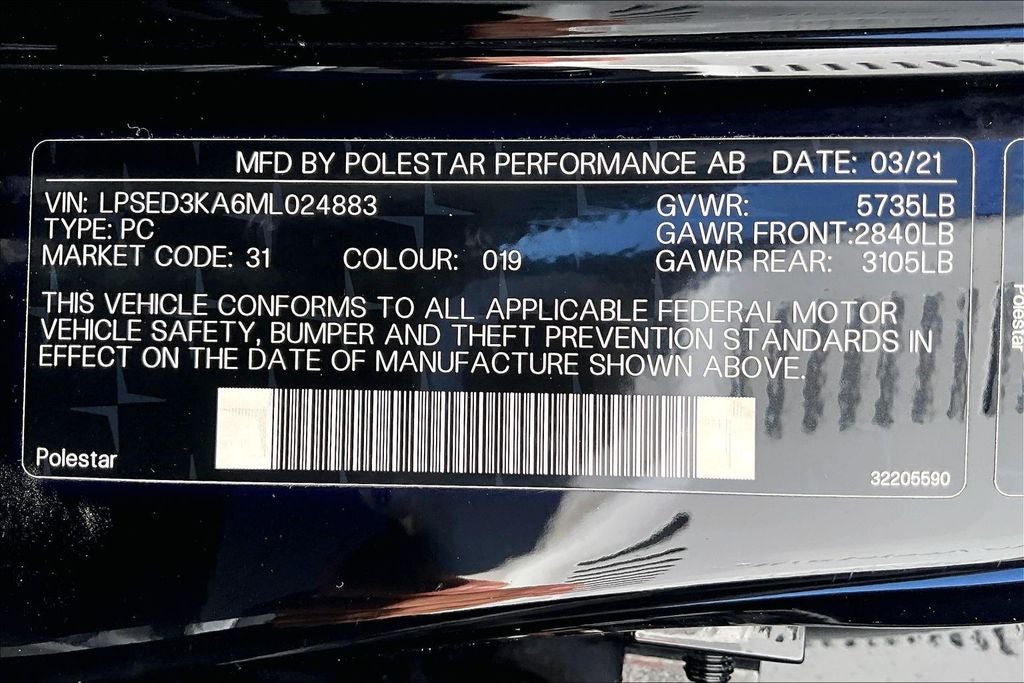 MFD BY POLESTAR PERFORMANCE AB DATE: 03/21
VIN: LPSED3KA6ML024883 GVWR: 5735LB
TYPE: PC GAWR FRONT:2840LB
MARKET CODE: 31 COLOUR: 019 GAWR REAR: 3105LB
THIS VEHICLE CONFORMS TO ALL APPLICABLE FEDERAL MOTOR
VEHICLE SAFETY, BUMPER AND THEFT PREVENTION STANDARDS IN
EFFECT ON THE DATE OF MANUFACTURE SHOWN ABOVE.
Polestar
32205590
Polestar